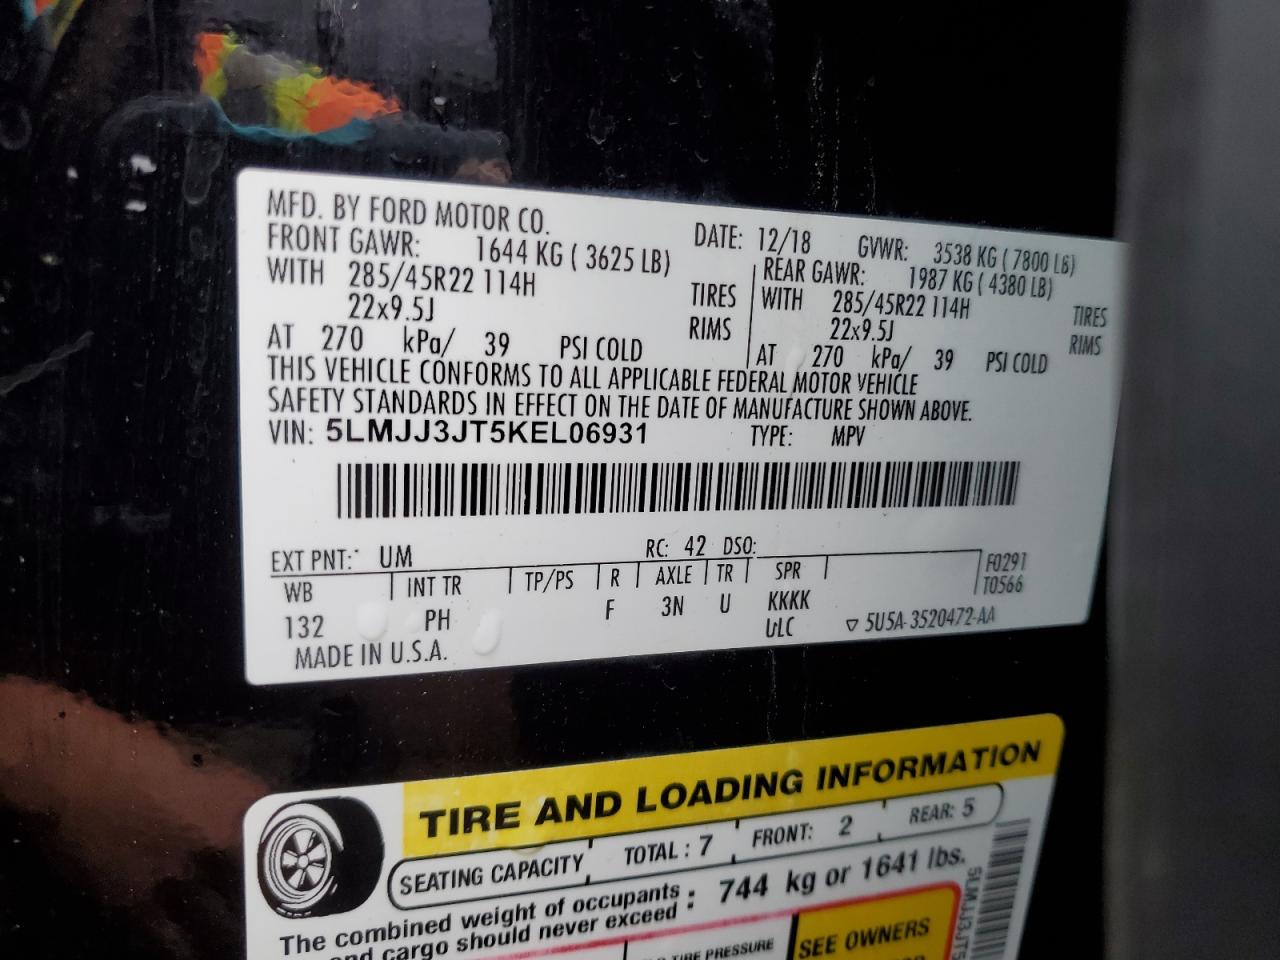 MFD. BY FORD MOTOR CO.
DATE: 12/18 GVWR: 3538 KG ( 7800 LB)
FRONT GAWR: 1644 KG ( 3625 LB)
REAR GAWR: 1987 KG ( 4380 LB)
WITH 285/45R22 114H TIRES
WITH 285/45R22 114H TIRES
22x9.5J RIMS
22x9.5J RIMS
AT 270 kPa/ 39 PSI COLD
AT 270 kPa/ 39 PSI COLD
THIS VEHICLE CONFORMS TO ALL APPLICABLE FEDERAL MOTOR VEHICLE
SAFETY STANDARDS IN EFFECT ON THE DATE OF MANUFACTURE SHOWN ABOVE.
VIN: 5LMJJ3JT5KEL06931 TYPE: MPV
EXT PNT: UM RC: 42 DSO:
WB INT TR TP/PS R AXLE TR SPR F0291
T0566
132 PH F 3N U KKKK
ULC ▽ 5U5A-3520472-AA
MADE IN U.S.A.
TIRE AND LOADING INFORMATION
SEATING CAPACITY TOTAL : 7 FRONT: 2 REAR: 5
The combined weight of occupants
and cargo should never exceed : 744 kg or 1641 lbs.
TIRE PRESSURE
SEE OWNERS
5LMJJ3JT5